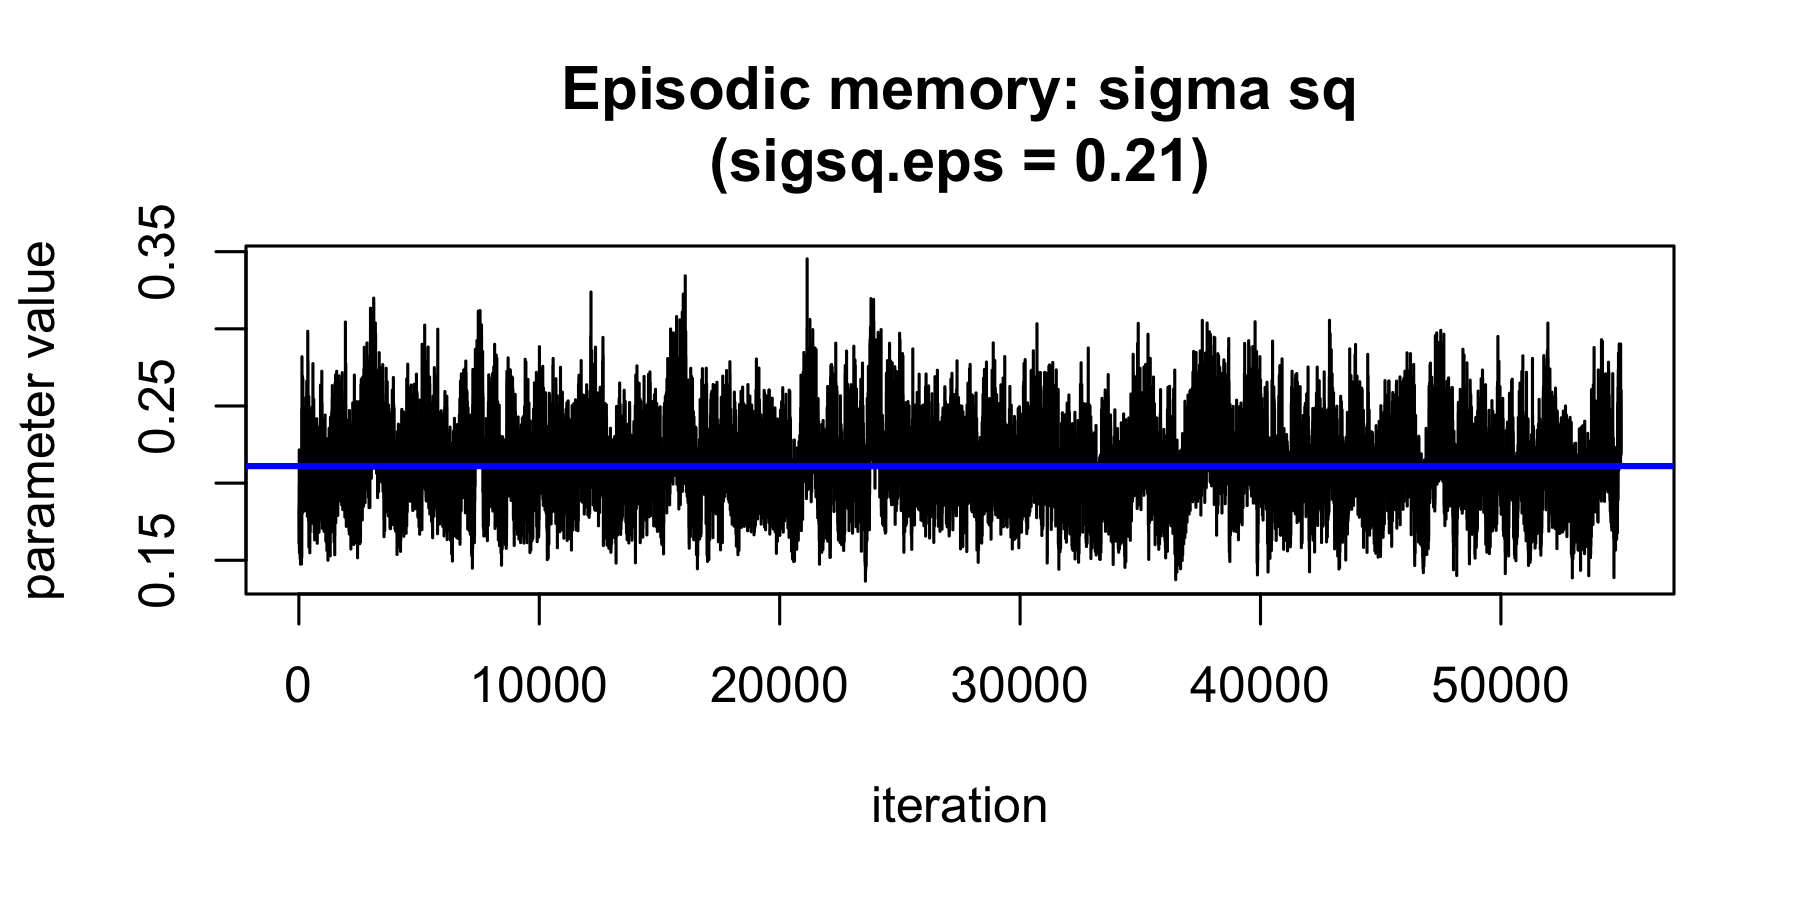 Episodic memory: sigma sq
(sigsq.eps = 0.21)
parameter value
0.35
0.25
0.15
0 10000 20000 30000 40000 50000
iteration